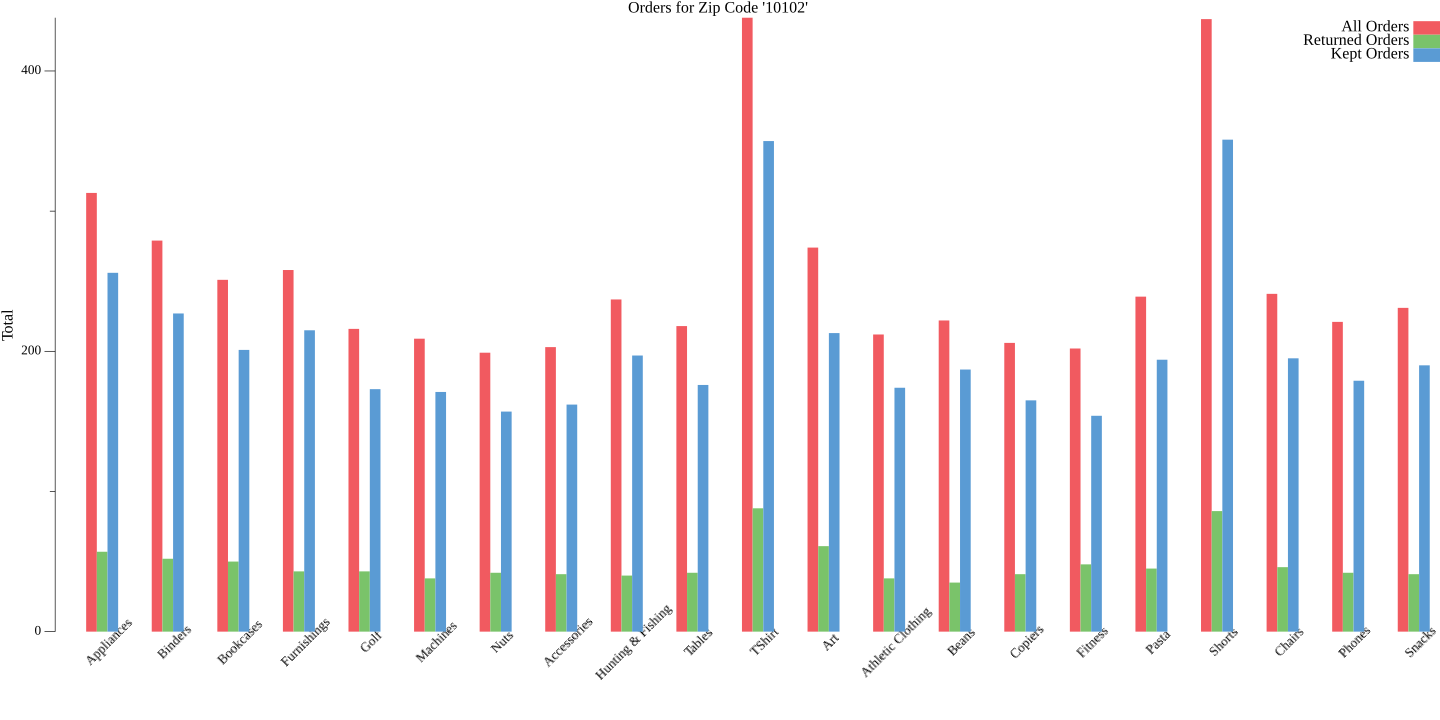 Orders for Zip Code '10102'
All Orders
Returned Orders
Kept Orders
Total
400
200
0
Appliances
Binders
Bookcases
Furnishings
Golf
Machines
Nuts
Accessories
Hunting & Fishing
Tables
TShirt
Art
Athletic Clothing
Beans
Copiers
Fitness
Pasta
Shorts
Chairs
Phones
Snacks